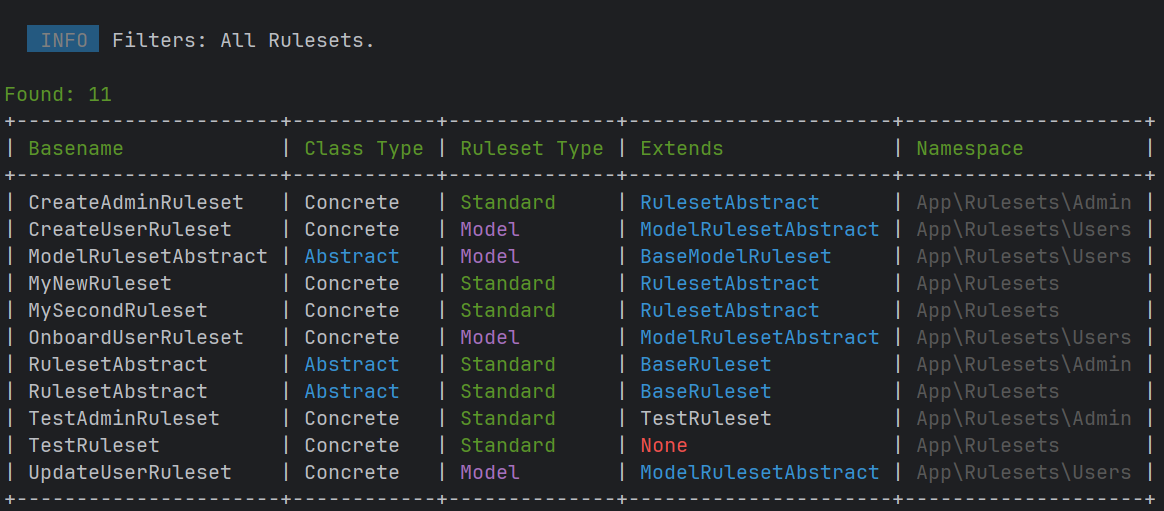 INFO Filters: All Rulesets.
Found: 11
+----------------------+------------+--------------+----------------------+--------------------+
| Basename             | Class Type | Ruleset Type | Extends              | Namespace          |
+----------------------+------------+--------------+----------------------+--------------------+
| CreateAdminRuleset   | Concrete   | Standard     | RulesetAbstract      | App\Rulesets\Admin |
| CreateUserRuleset    | Concrete   | Model        | ModelRulesetAbstract | App\Rulesets\Users |
| ModelRulesetAbstract | Abstract   | Model        | BaseModelRuleset     | App\Rulesets\Users |
| MyNewRuleset         | Concrete   | Standard     | RulesetAbstract      | App\Rulesets       |
| MySecondRuleset      | Concrete   | Standard     | RulesetAbstract      | App\Rulesets       |
| OnboardUserRuleset   | Concrete   | Model        | ModelRulesetAbstract | App\Rulesets\Users |
| RulesetAbstract      | Abstract   | Standard     | BaseRuleset          | App\Rulesets\Admin |
| RulesetAbstract      | Abstract   | Standard     | BaseRuleset          | App\Rulesets       |
| TestAdminRuleset     | Concrete   | Standard     | TestRuleset          | App\Rulesets\Admin |
| TestRuleset          | Concrete   | Standard     | None                 | App\Rulesets       |
| UpdateUserRuleset    | Concrete   | Model        | ModelRulesetAbstract | App\Rulesets\Users |
+----------------------+------------+--------------+----------------------+--------------------+